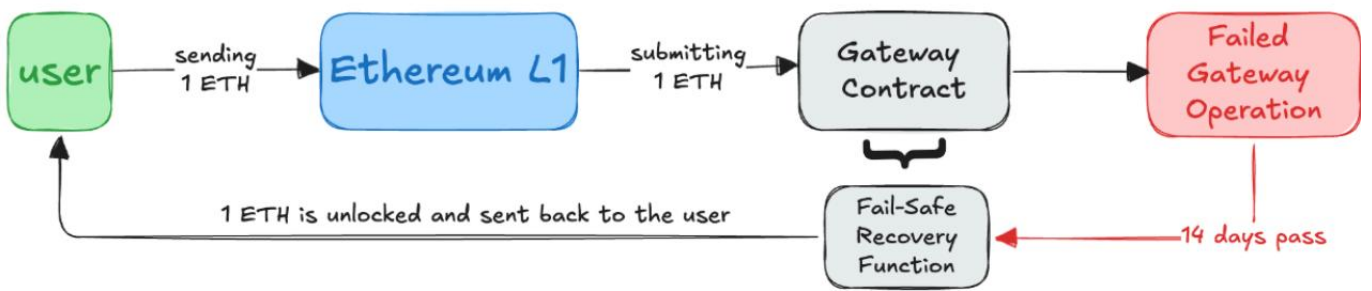 user
sending
1 ETH
Ethereum L1
submitting
1 ETH
Gateway
Contract
Failed
Gateway
Operation
1 ETH is unlocked and sent back to the user
Fail-Safe
Recovery
Function
14 days pass